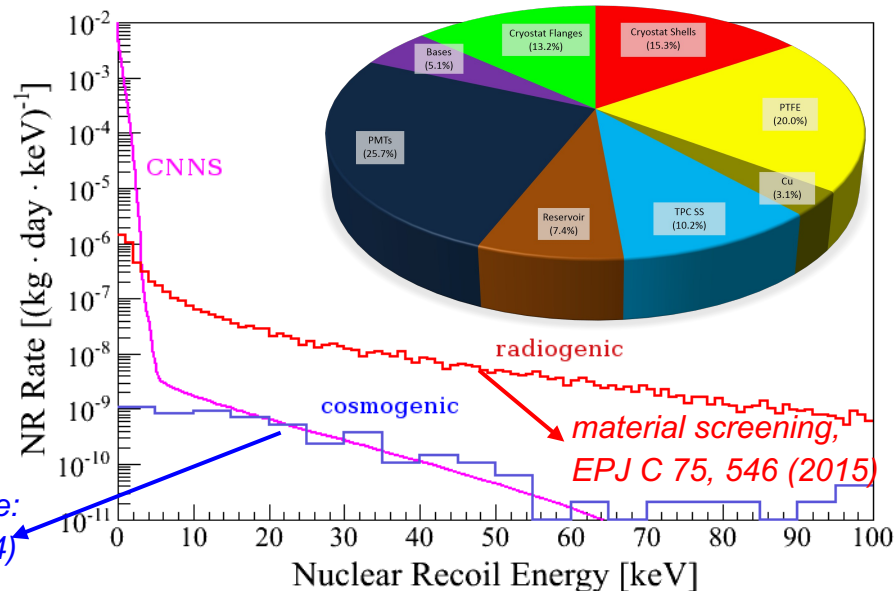 10^-2
10^-3
10^-4
10^-5
10^-6
10^-7
10^-8
10^-9
10^-10
10^-11
NR Rate [(kg · day · keV)^-1]
CNNS
Cryostat Flanges
(13.2%)
Cryostat Shells
(15.3%)
Bases
(5.1%)
PTFE
(20.0%)
PMTs
(25.7%)
Cu
(3.1%)
TPC SS
(10.2%)
Reservoir
(7.4%)
radiogenic
cosmogenic
material screening,
EPJ C 75, 546 (2015)
e:
4)
0 10 20 30 40 50 60 70 80 90 100
Nuclear Recoil Energy [keV]